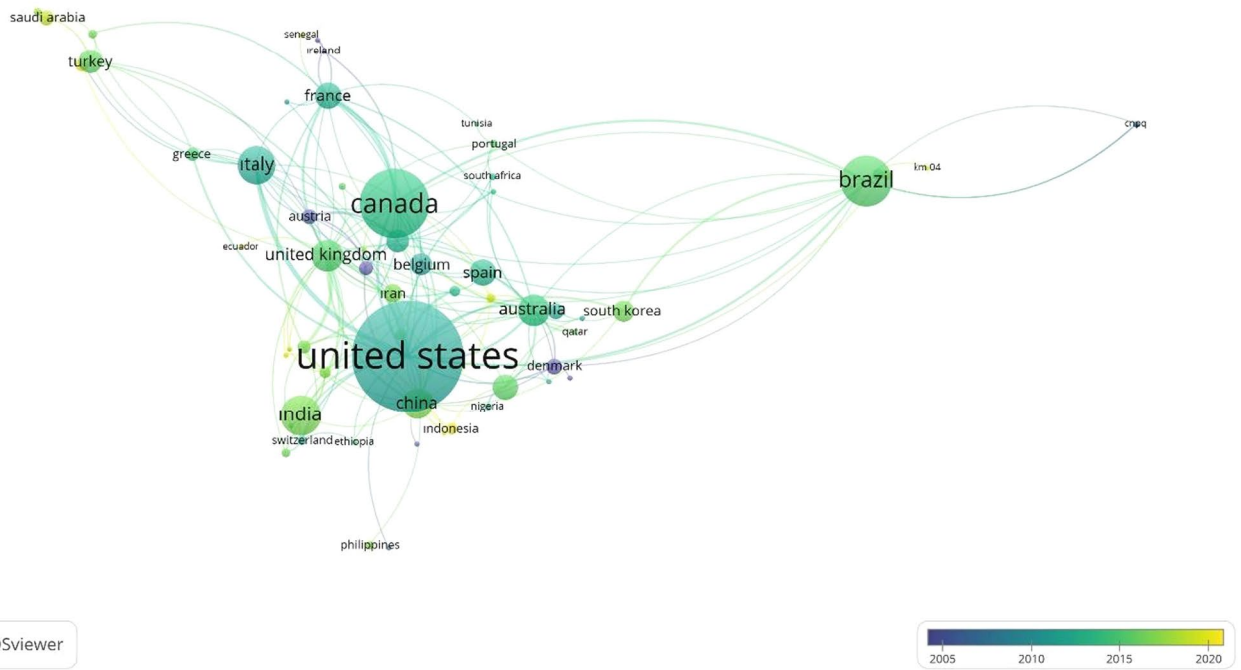 saudi arabia
senegal
ireland
turkey
france
tunisia
cnpq
portugal
greece
italy
km 04
south africa
brazil
canada
austria
ecuador
united kingdom
belgium
spain
iran
australia
south korea
qatar
united states
denmark
china
nigeria
india
indonesia
switzerland
ethiopia
philippines
Sviewer
2005 2010 2015 2020